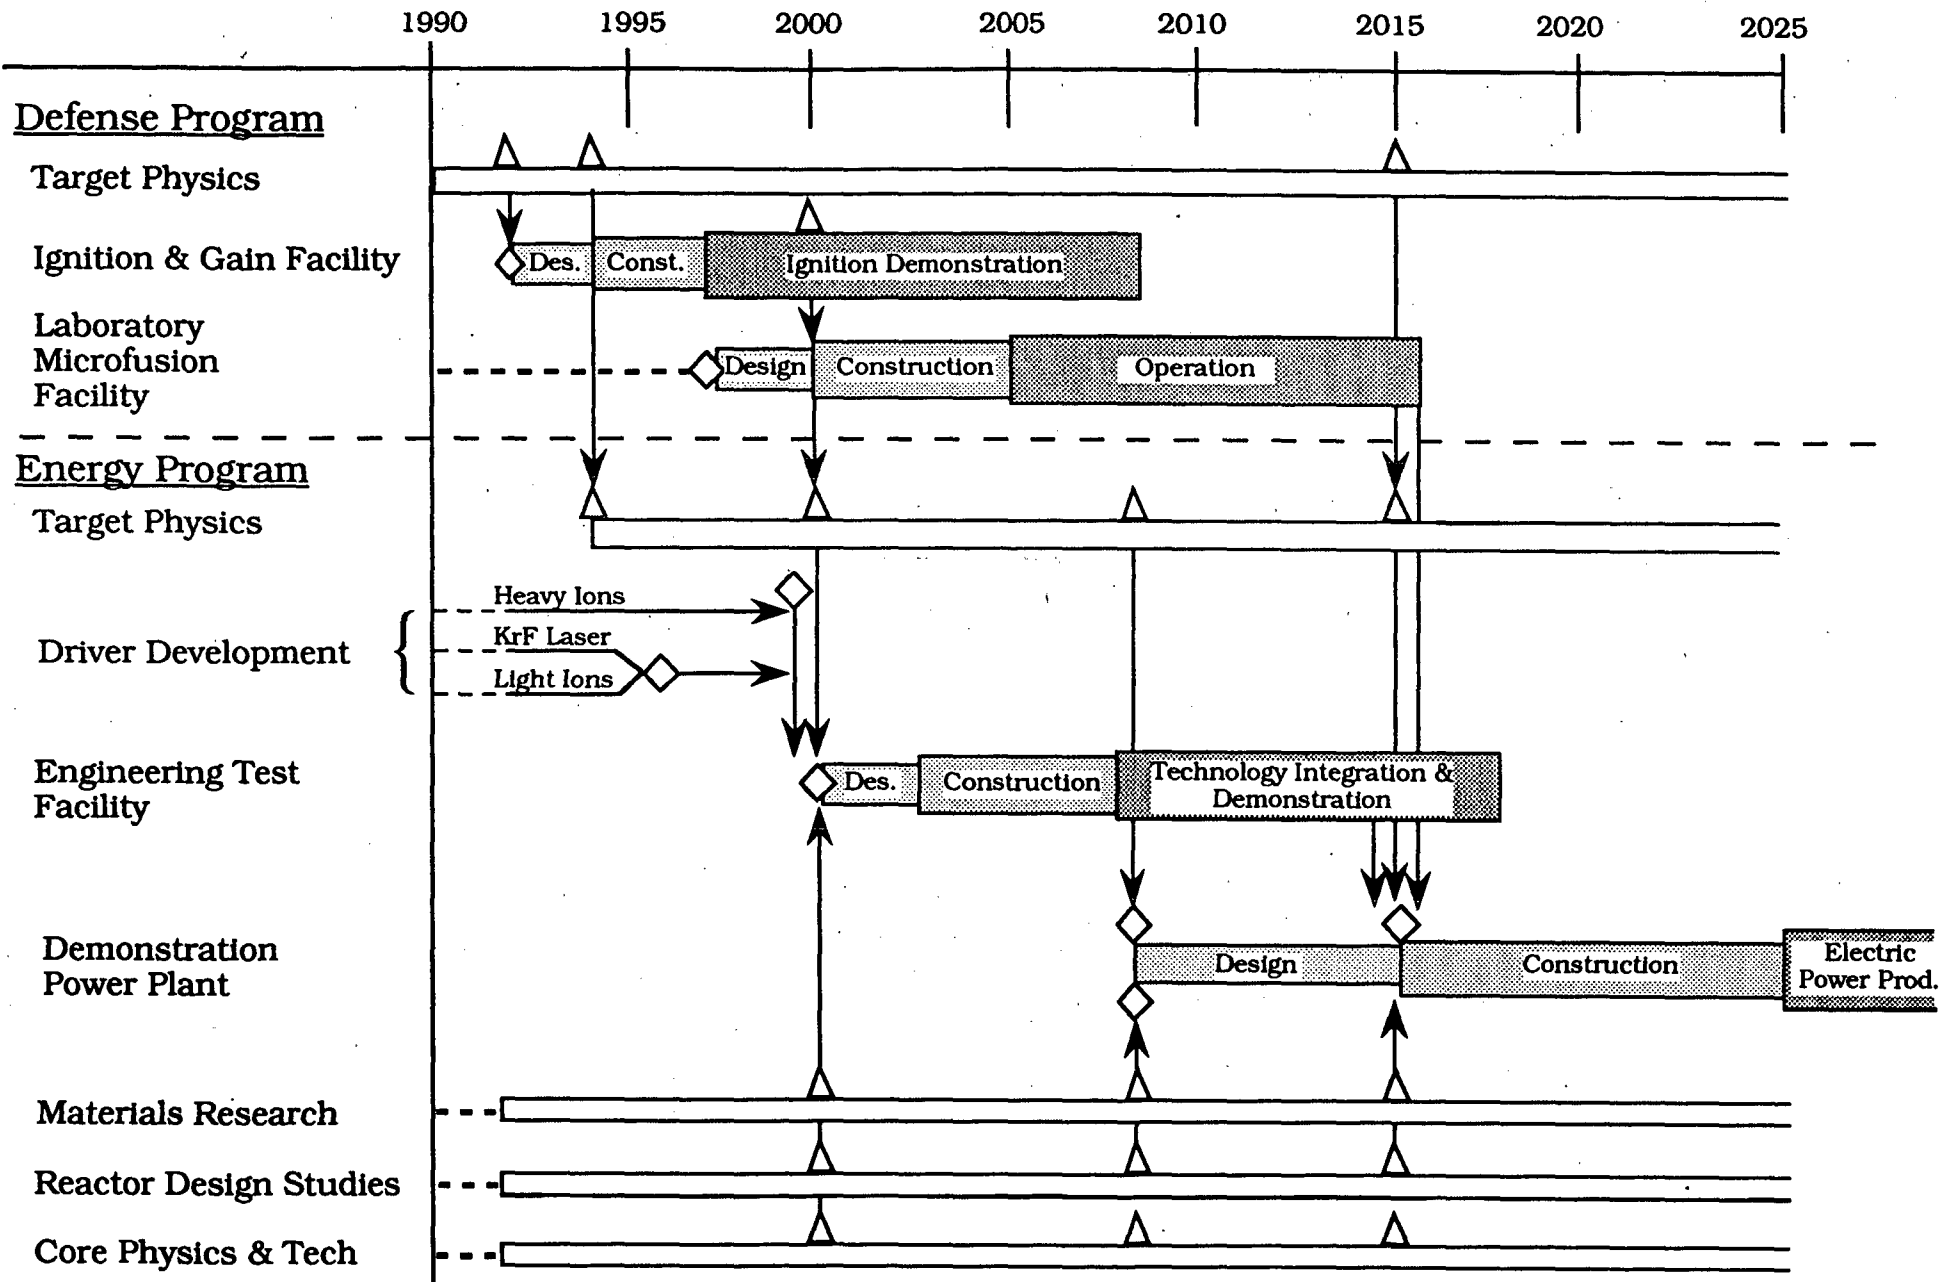 1990 1995 2000 2005 2010 2015 2020 2025
Defense Program
Target Physics
Ignition & Gain Facility
Des. Const. Ignition Demonstration
Laboratory
Microfusion
Facility
Design Construction Operation
Energy Program
Target Physics
Driver Development
Heavy Ions
KrF Laser
Light Ions
Engineering Test
Facility
Des. Construction
Technology Integration &
Demonstration
Demonstration
Power Plant
Design Construction
Electric
Power Prod.
Materials Research
Reactor Design Studies
Core Physics & Tech